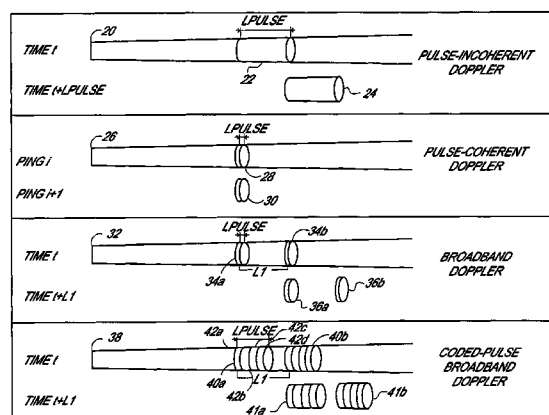 LPULSE
20
TIME t
22
PULSE-INCOHERENT
DOPPLER
TIME t+LPULSE
24
26
LPULSE
PING i
28
PULSE-COHERENT
DOPPLER
PING i+1
30
32
LPULSE
34b
TIME t
34a
L1
BROADBAND
DOPPLER
TIME t+L1
36a
36b
38
42a
LPULSE
42c
42d
40b
TIME t
40a
L1
42b
CODED-PULSE
BROADBAND
DOPPLER
TIME t+L1
41a
41b